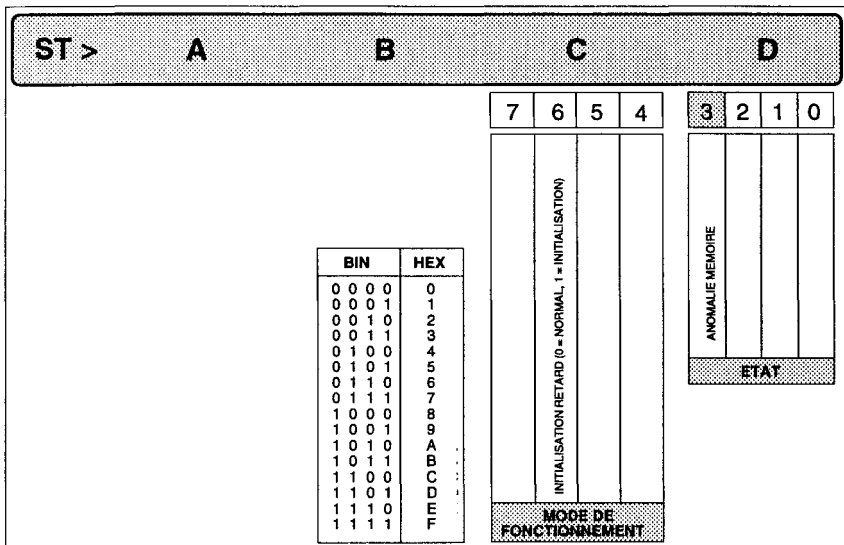 ST > A B C D
7 6 5 4 3 2 1 0
INITIALISATION RETARD (0 = NORMAL, 1 = INITIALISATION)
ANOMALIE MEMOIRE
BIN HEX
0 0 0 0 0
0 0 0 1 1
0 0 1 0 2
0 0 1 1 3
0 1 0 0 4
0 1 0 1 5
0 1 1 0 6
0 1 1 1 7
1 0 0 0 8
1 0 0 1 9
1 0 1 0 A
1 0 1 1 B
1 1 0 0 C
1 1 0 1 D
1 1 1 0 E
1 1 1 1 F
ETAT
MODE DE
FONCTIONNEMENT